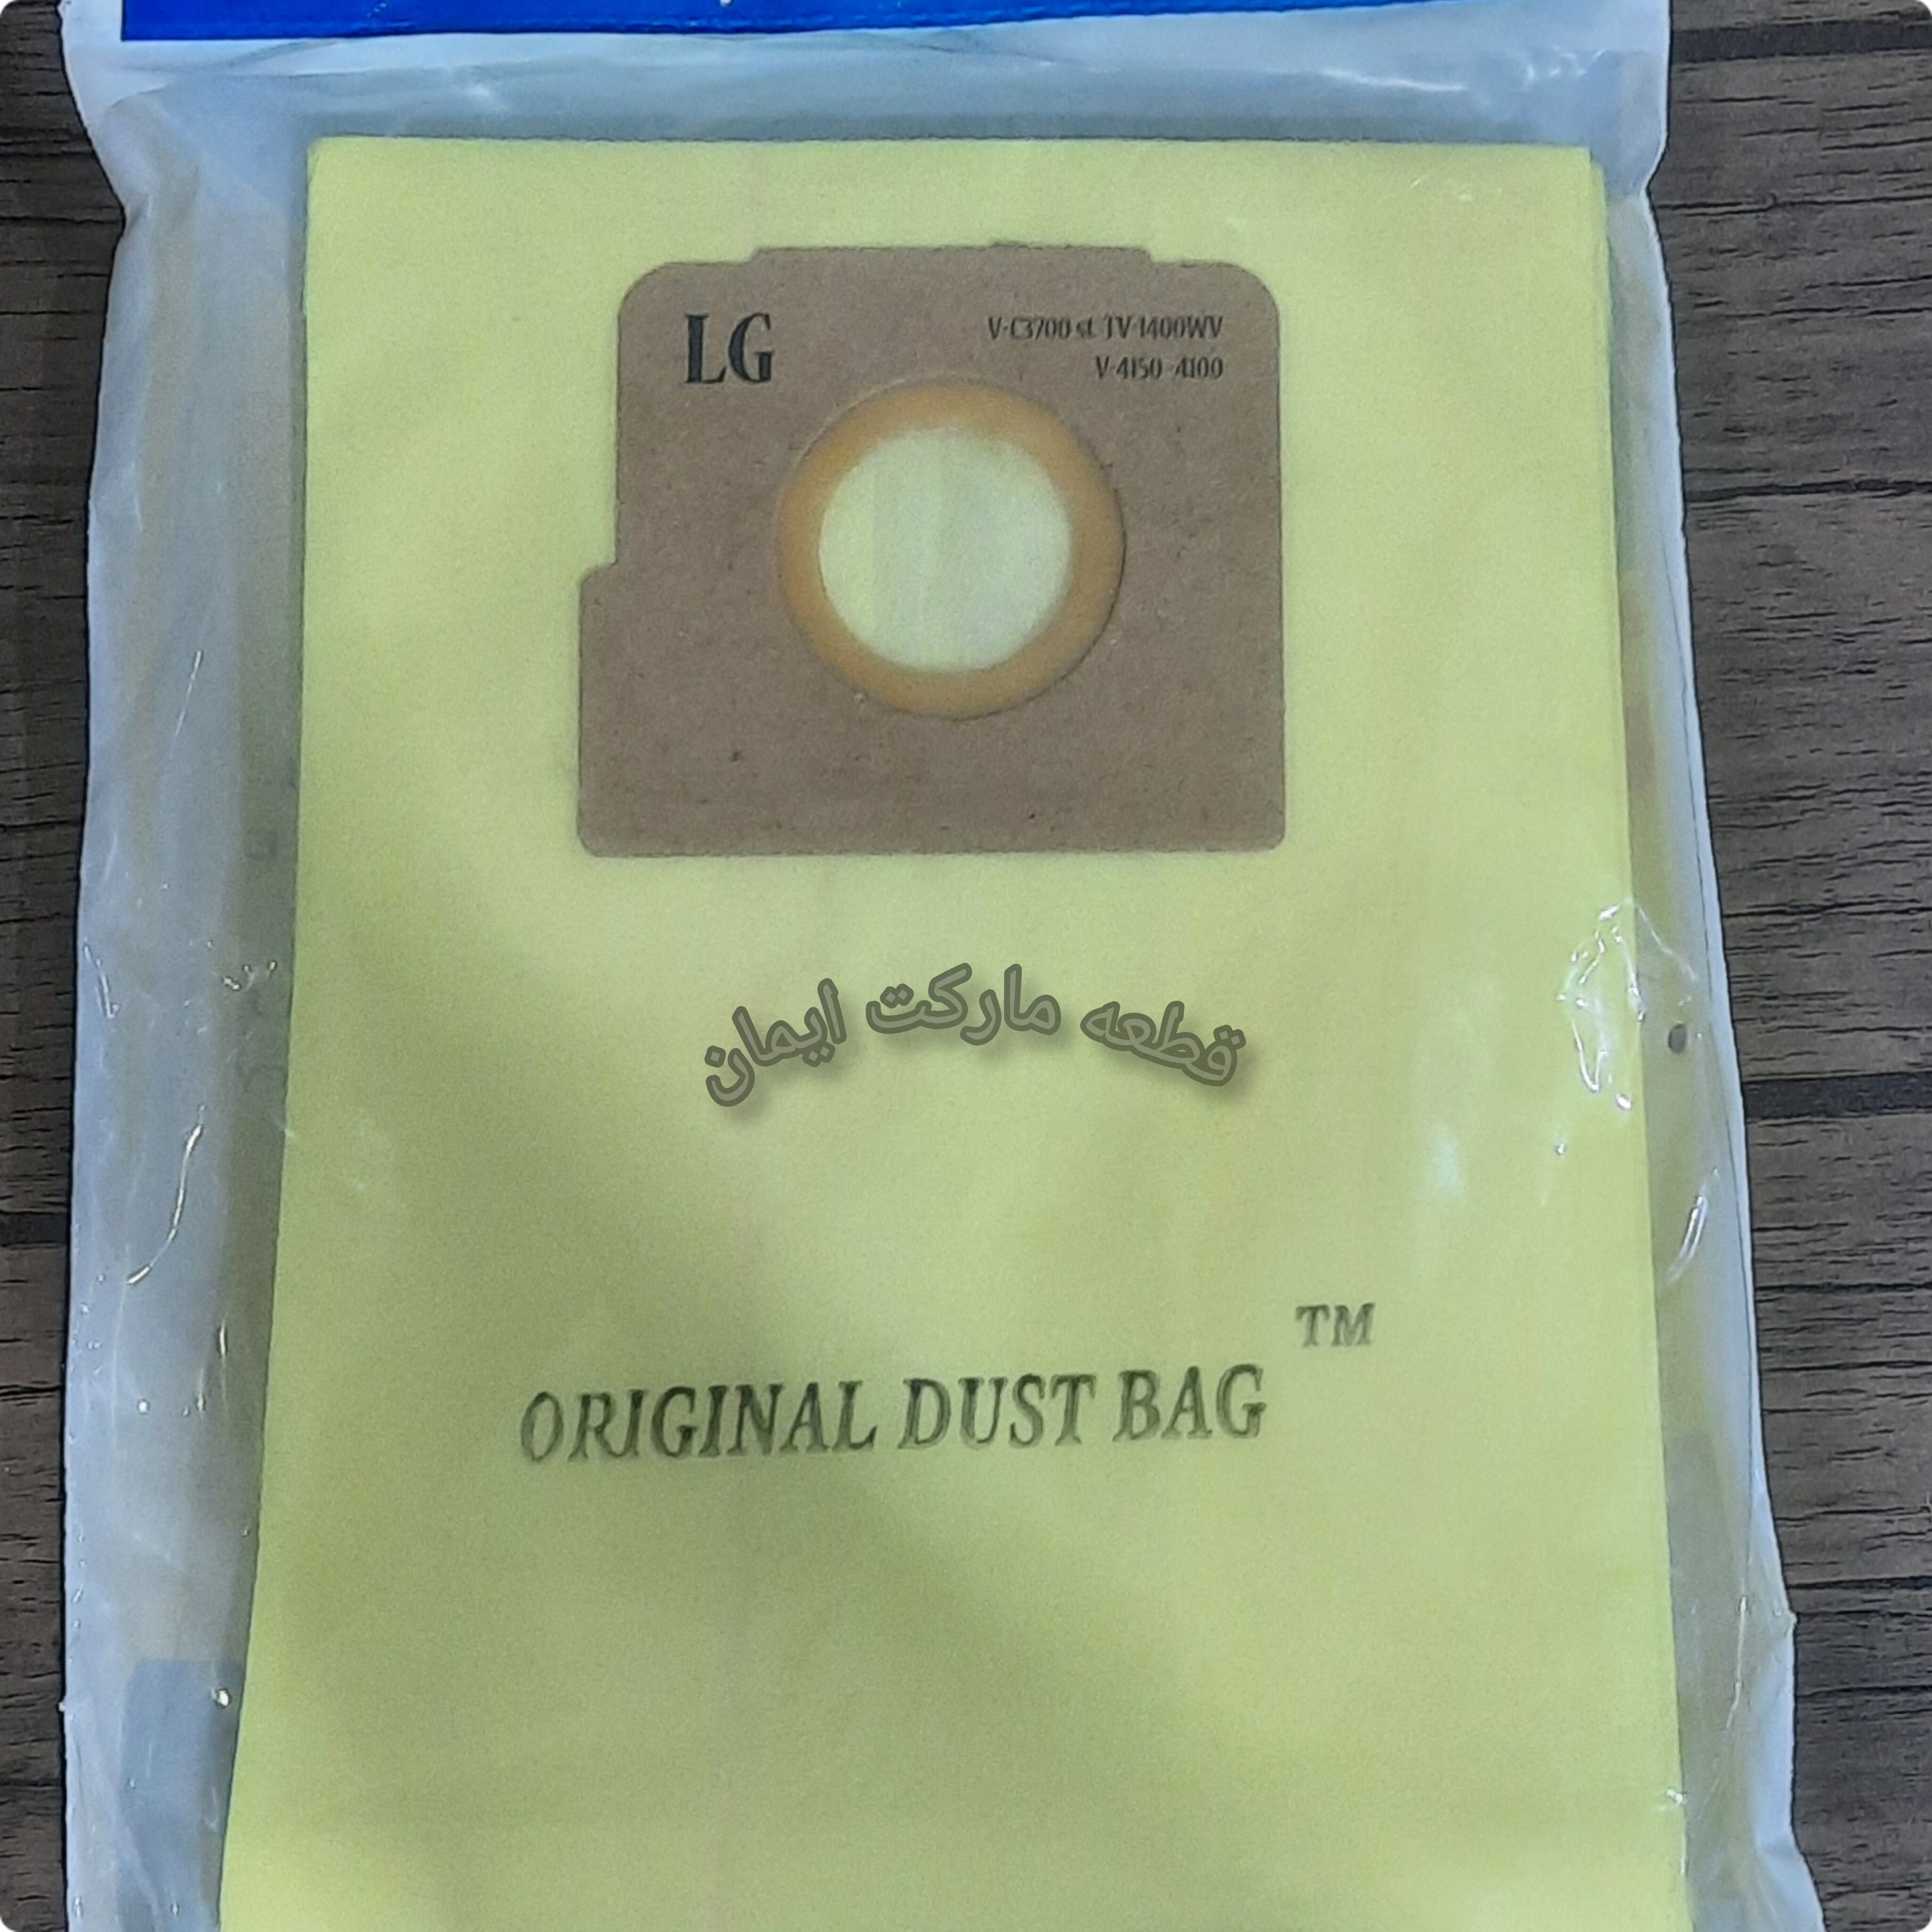 LG
V-C3700 st TV-1400WV
V-4150-4100
قطعه مارکت ایمان
TM
ORIGINAL DUST BAG